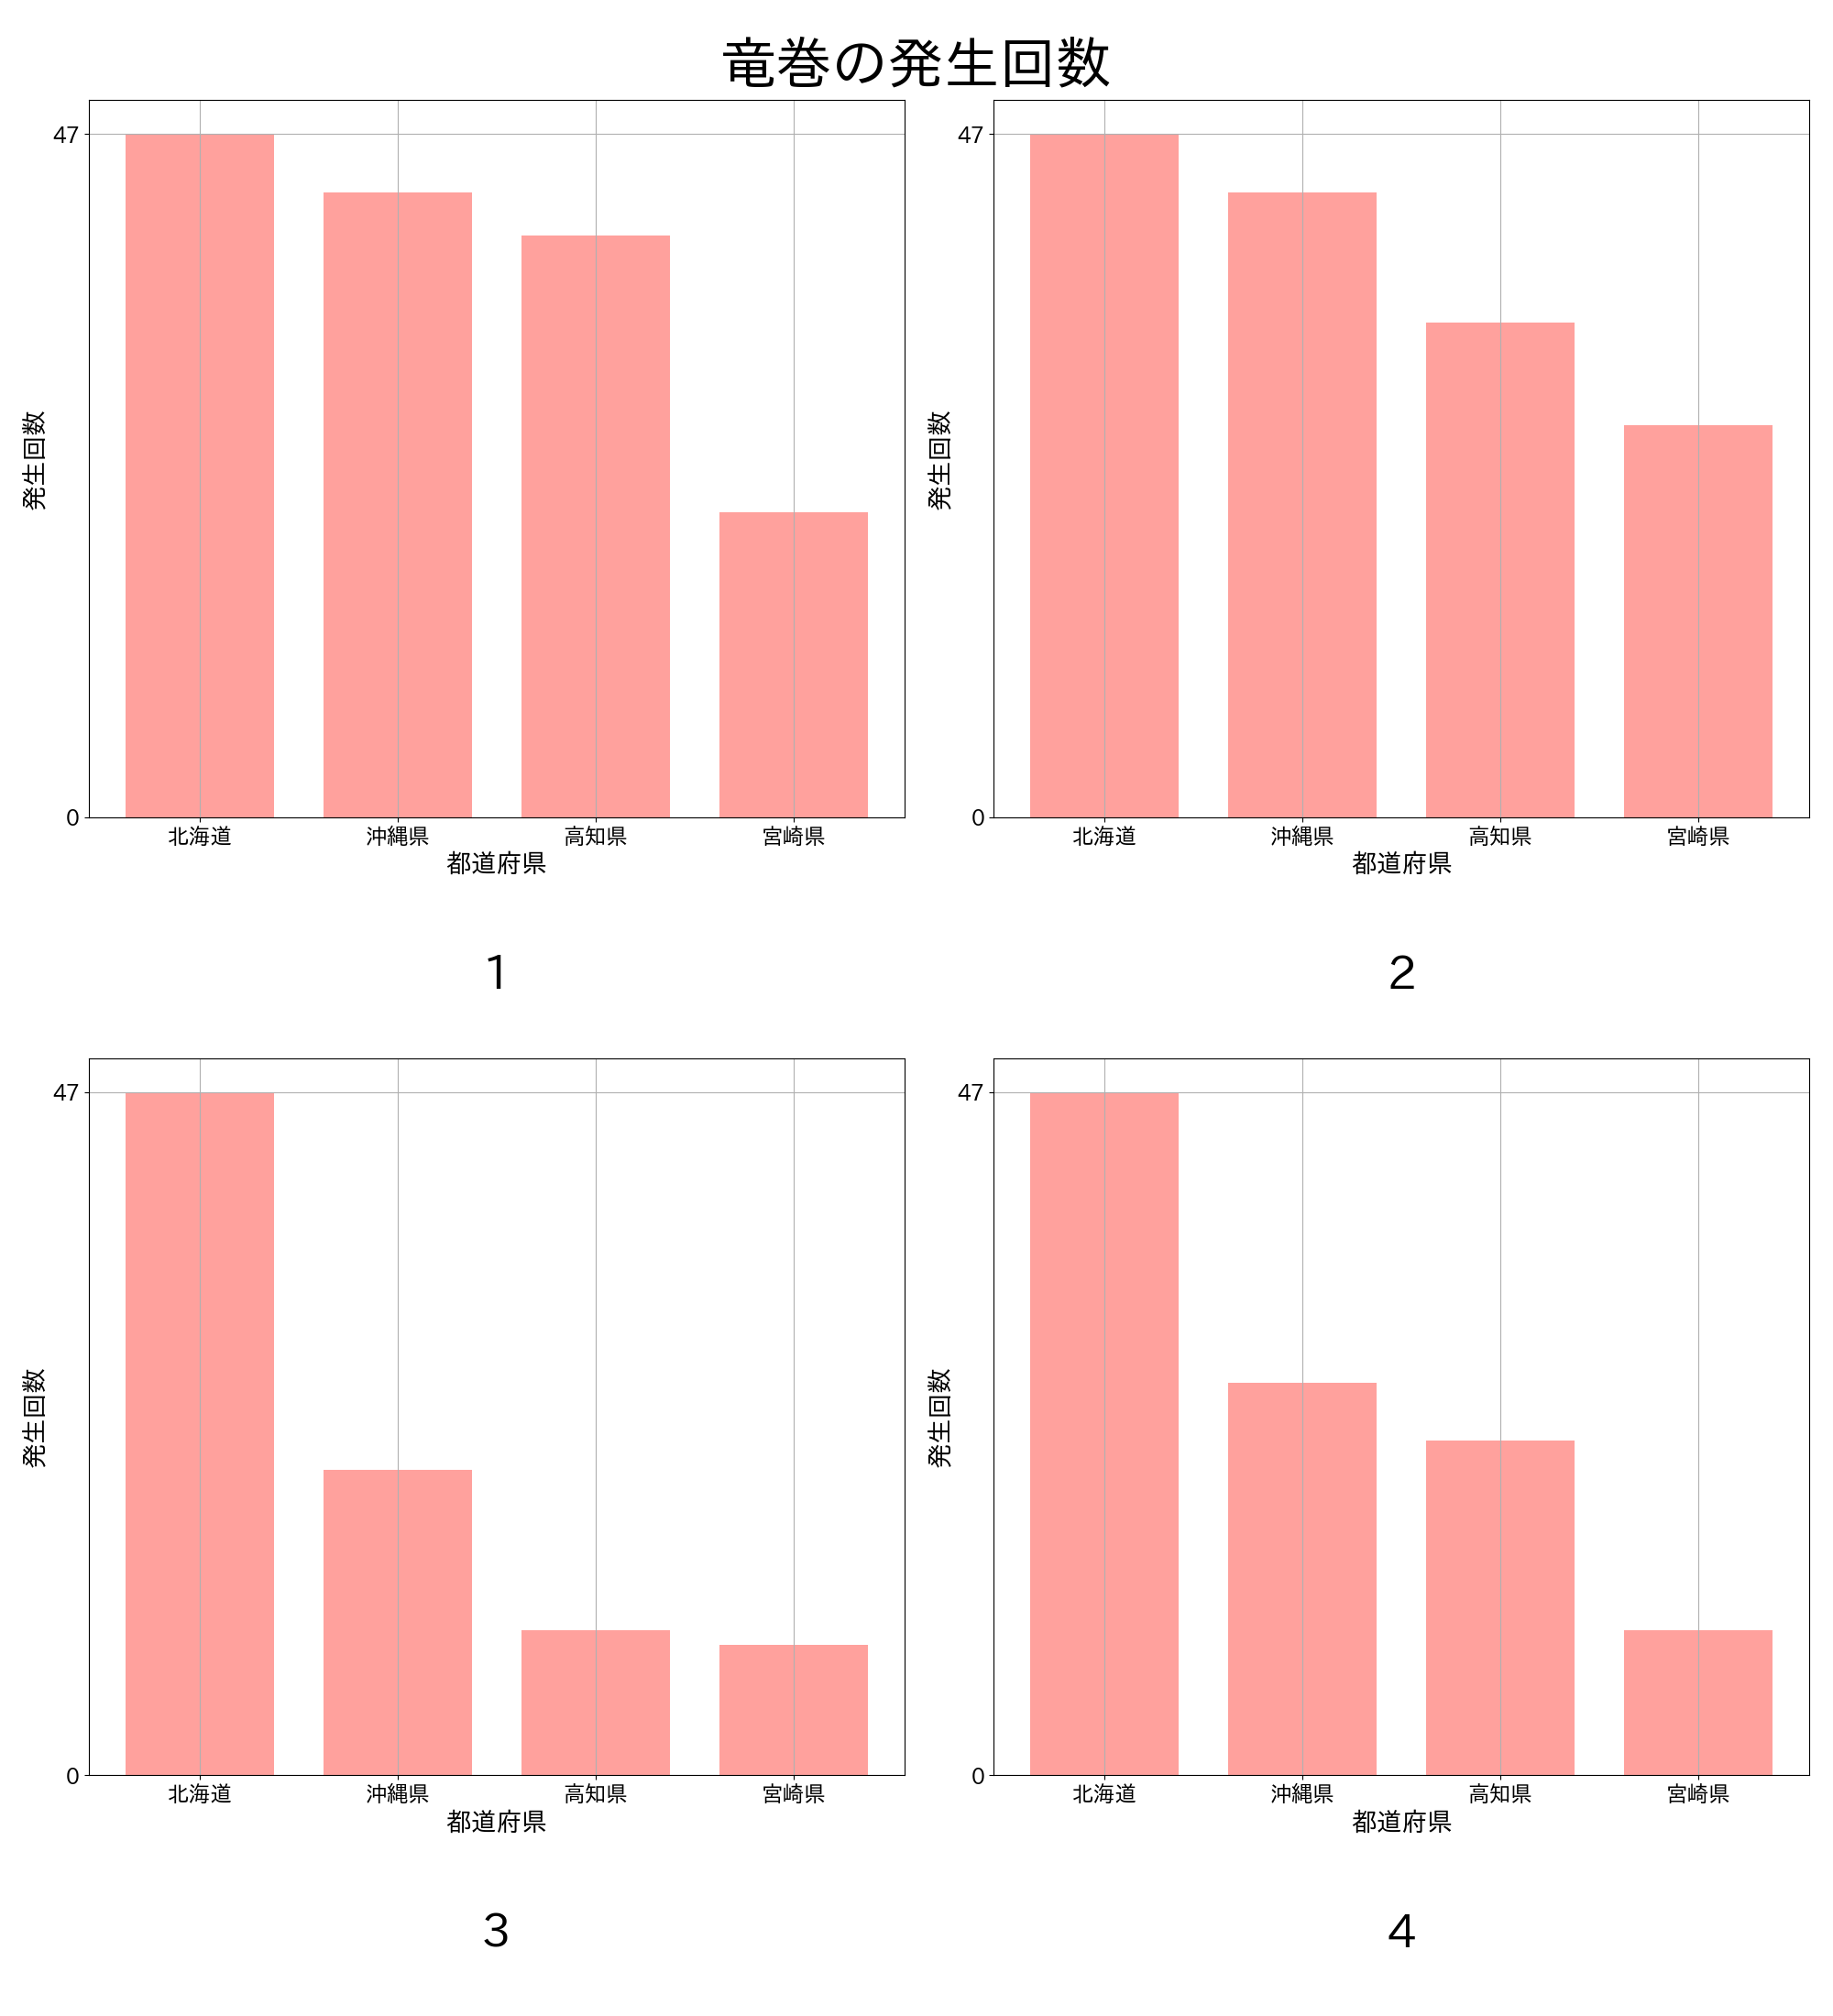 竜巻の発生回数
47
0
発生回数
北海道 沖縄県 高知県 宮崎県
都道府県
1
47
0
発生回数
北海道 沖縄県 高知県 宮崎県
都道府県
2
47
0
発生回数
北海道 沖縄県 高知県 宮崎県
都道府県
3
47
0
発生回数
北海道 沖縄県 高知県 宮崎県
都道府県
4